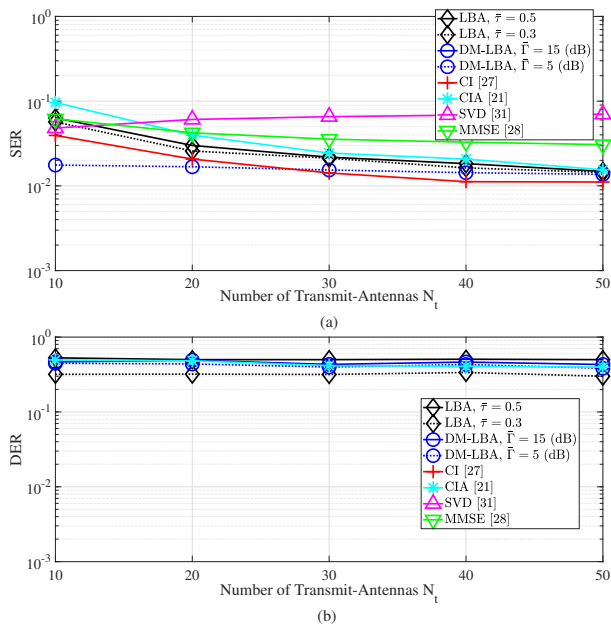 10^0
10^-1
10^-2
10^-3
SER
10 20 30 40 50
Number of Transmit-Antennas N_t
(a)
LBA, τ̄ = 0.5
LBA, τ̄ = 0.3
DM-LBA, Γ̄ = 15 (dB)
DM-LBA, Γ̄ = 5 (dB)
CI [27]
CIA [21]
SVD [31]
MMSE [28]
10^0
10^-1
10^-2
10^-3
DER
10 20 30 40 50
Number of Transmit-Antennas N_t
(b)
LBA, τ̄ = 0.5
LBA, τ̄ = 0.3
DM-LBA, Γ̄ = 15 (dB)
DM-LBA, Γ̄ = 5 (dB)
CI [27]
CIA [21]
SVD [31]
MMSE [28]